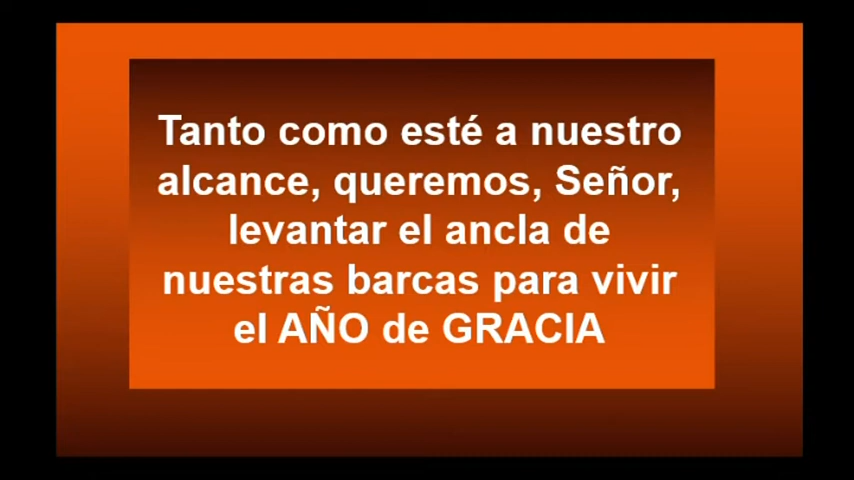 Tanto como esté a nuestro
alcance, queremos, Señor,
levantar el ancla de
nuestras barcas para vivir
el AÑO de GRACIA